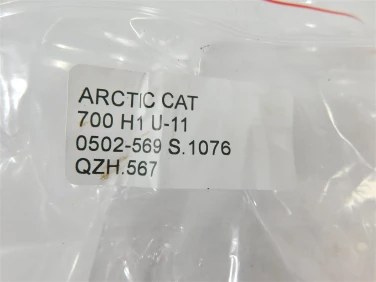 ARCTIC CAT
700 H1 U-11
0502-569 S.1076
QZH.567